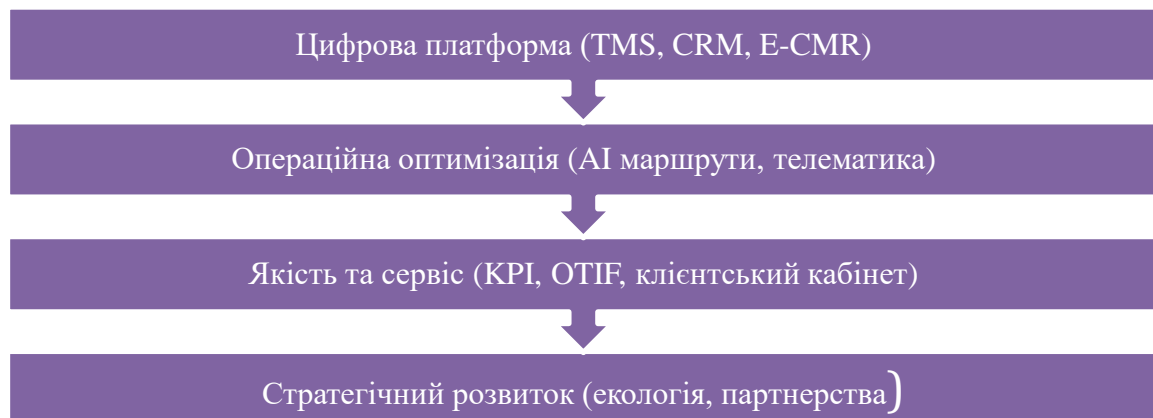 Цифрова платформа (TMS, CRM, E-CMR)
Операційна оптимізація (AI маршрути, телематика)
Якість та сервіс (KPI, OTIF, клієнтський кабінет)
Стратегічний розвиток (екологія, партнерства)